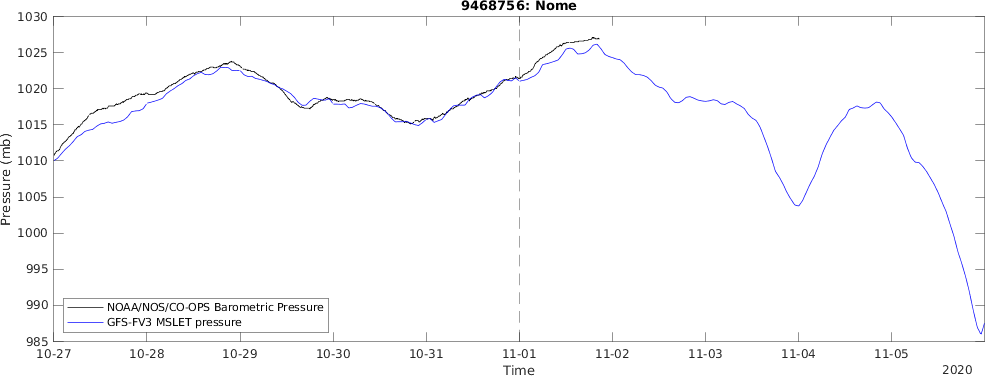 9468756: Nome
1030
1025
1020
1015
1010
1005
1000
995
990
985
Pressure (mb)
NOAA/NOS/CO-OPS Barometric Pressure
GFS-FV3 MSLET pressure
10-27 10-28 10-29 10-30 10-31 11-01 11-02 11-03 11-04 11-05
Time
2020